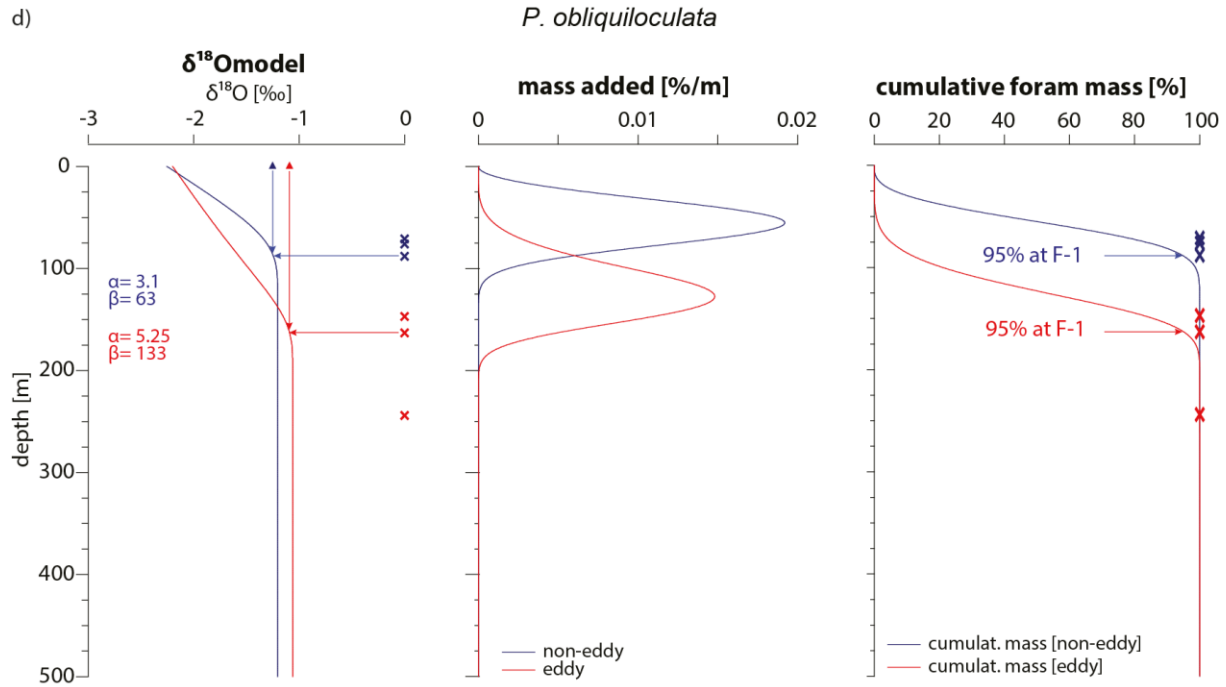 d)
P. obliquiloculata
δ¹⁸Omodel
δ¹⁸O [‰]
-3 -2 -1 0
mass added [%/m]
0 0.01 0.02
cumulative foram mass [%]
0 20 40 60 80 100
depth [m]
0
100
200
300
400
500
α= 3.1
β= 63
α= 5.25
β= 133
non-eddy
eddy
95% at F-1
95% at F-1
cumulat. mass [non-eddy]
cumulat. mass [eddy]